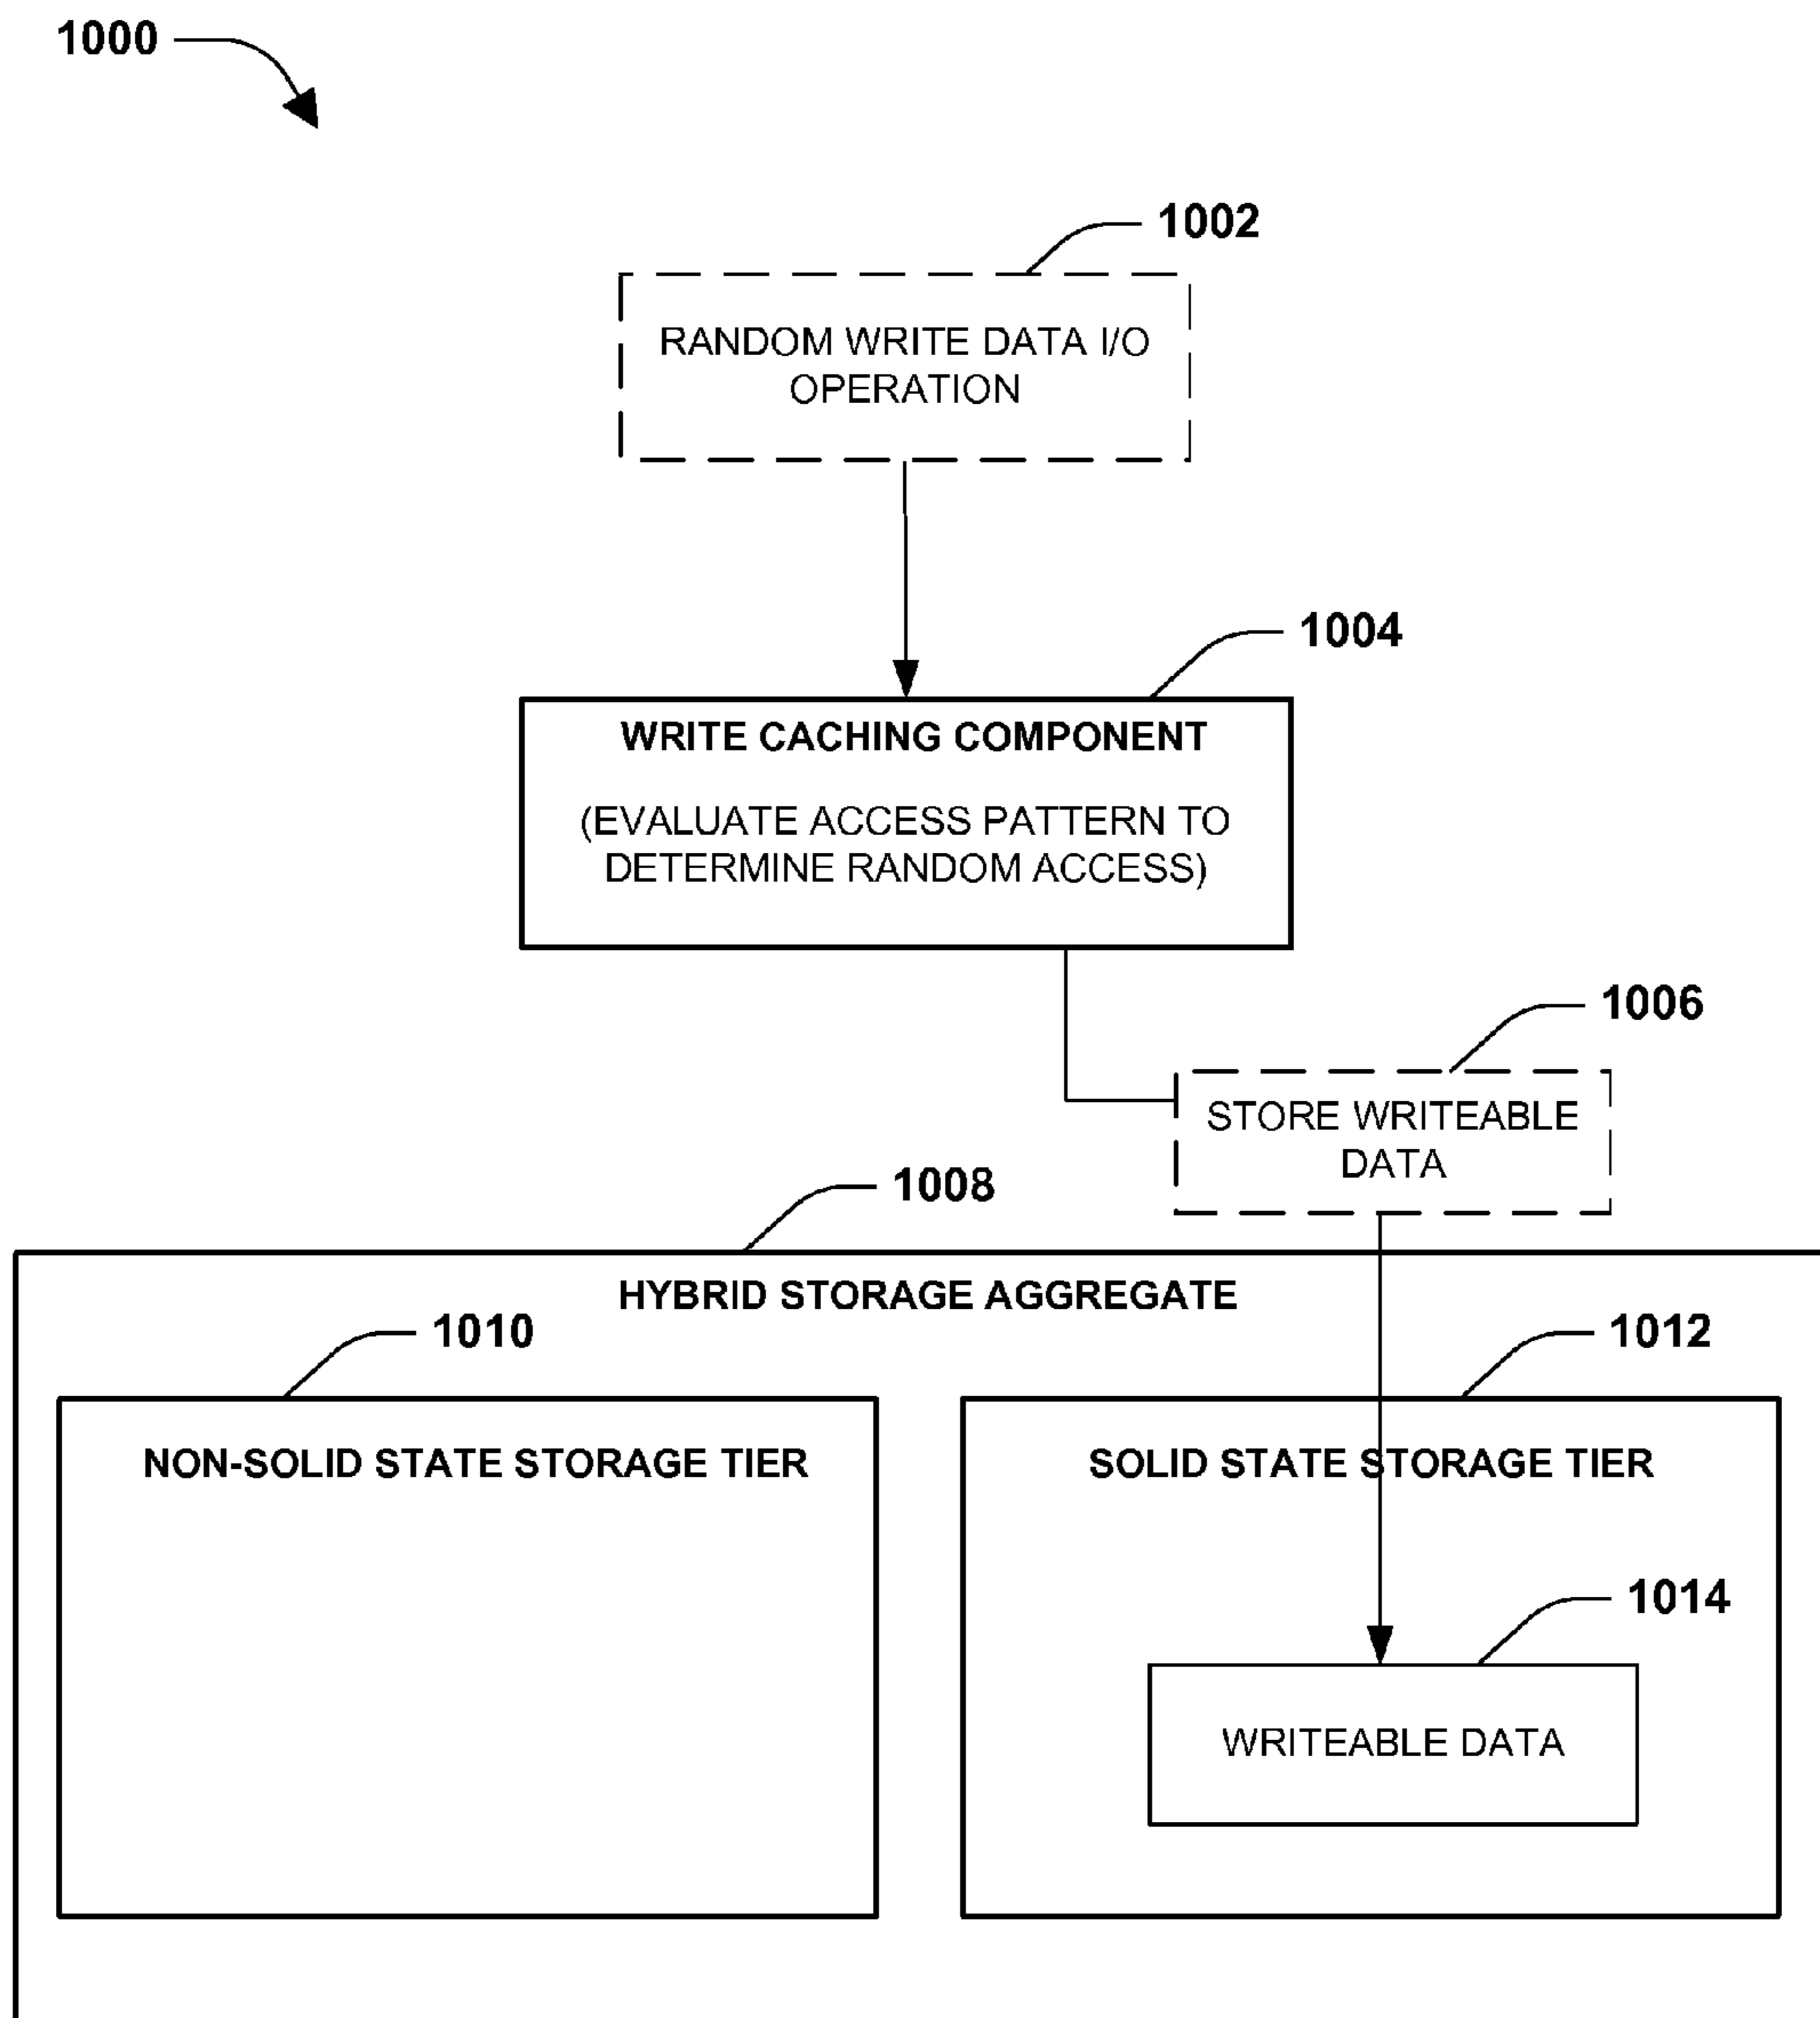 1000
1002
RANDOM WRITE DATA I/O
OPERATION
1004
WRITE CACHING COMPONENT
(EVALUATE ACCESS PATTERN TO
DETERMINE RANDOM ACCESS)
1006
STORE WRITEABLE
DATA
1008
HYBRID STORAGE AGGREGATE
1010
1012
NON-SOLID STATE STORAGE TIER
SOLID STATE STORAGE TIER
1014
WRITEABLE DATA